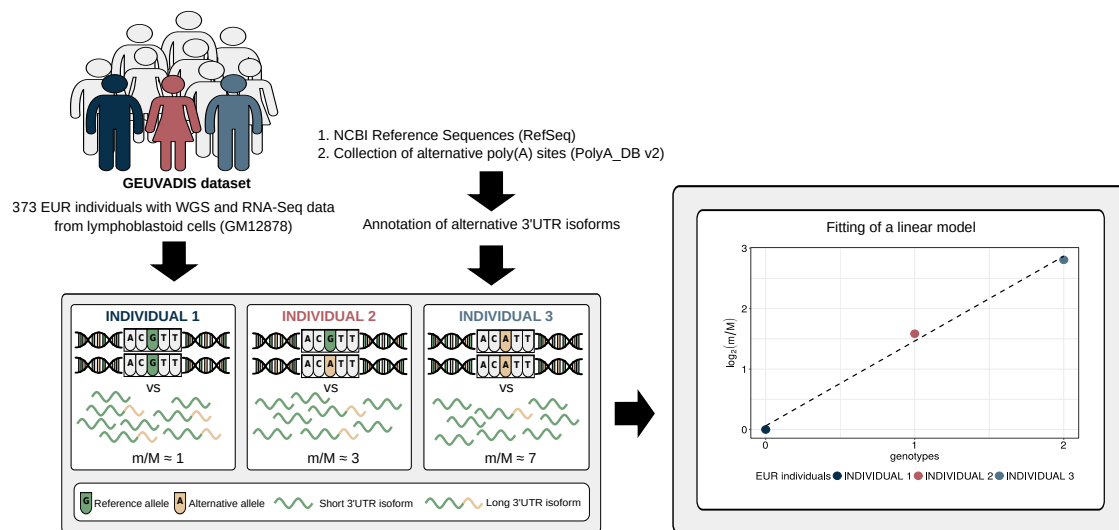 GEUVADIS dataset
373 EUR individuals with WGS and RNA-Seq data
from lymphoblastoid cells (GM12878)
1. NCBI Reference Sequences (RefSeq)
2. Collection of alternative poly(A) sites (PolyA_DB v2)
Annotation of alternative 3'UTR isoforms
INDIVIDUAL 1
A C G T T
A C G T T
vs
m/M ≈ 1
INDIVIDUAL 2
A C G T T
A C A T T
vs
m/M ≈ 3
INDIVIDUAL 3
A C A T T
A C A T T
vs
m/M ≈ 7
G Reference allele
A Alternative allele
Short 3'UTR isoform
Long 3'UTR isoform
Fitting of a linear model
log2(m/M)
3
2
1
0
0 1 2
genotypes
EUR individuals INDIVIDUAL 1 INDIVIDUAL 2 INDIVIDUAL 3